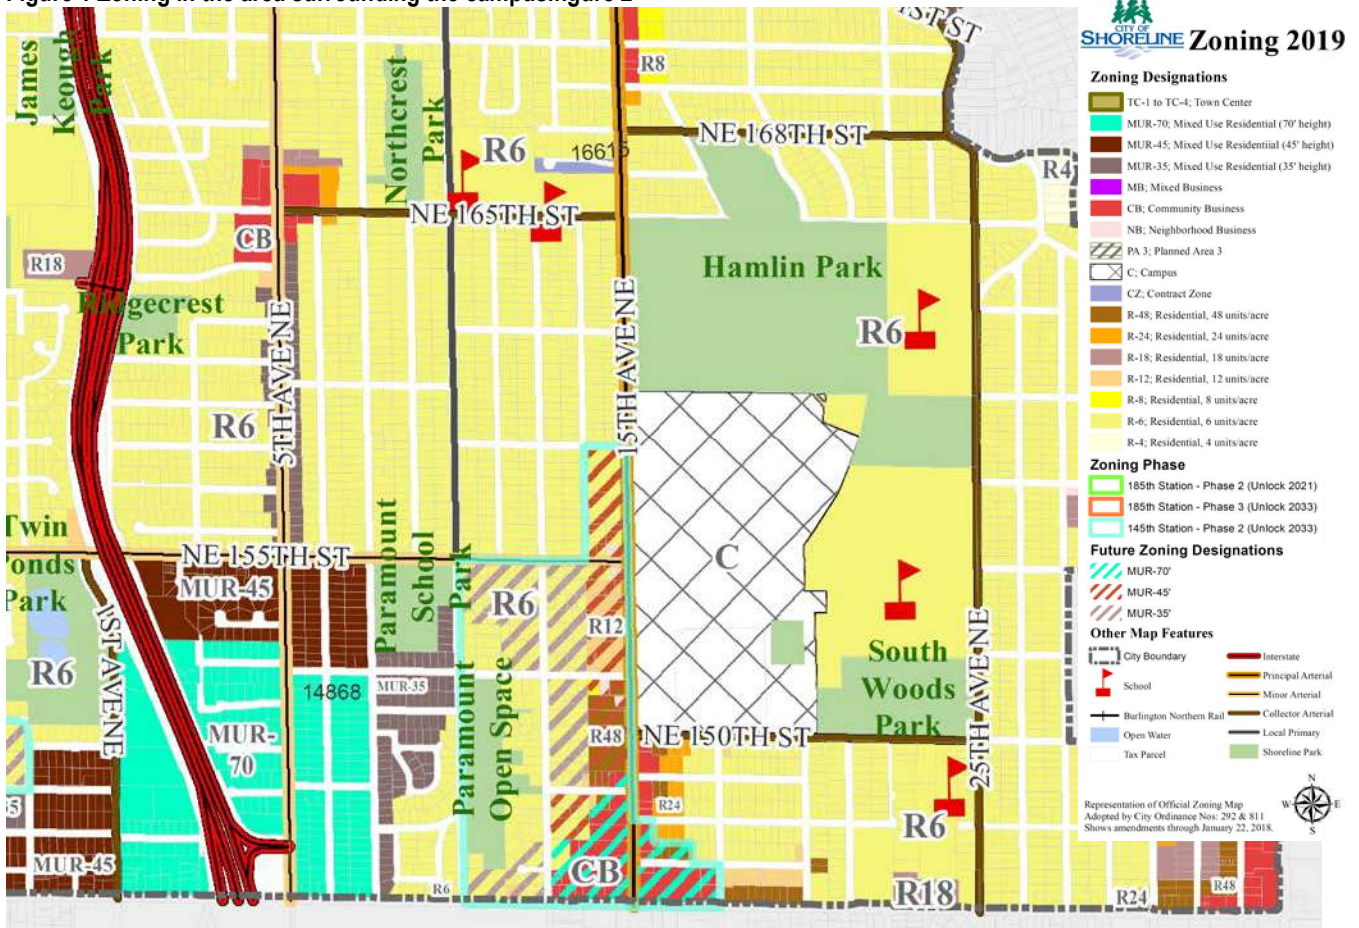 Figure 1 Zoning in the area surrounding the campusfigure 2
CITY OF
SHORELINE
Zoning 2019
Zoning Designations
TC-1 to TC-4; Town Center
MUR-70; Mixed Use Residential (70' height)
MUR-45; Mixed Use Residentiial (45' height)
MUR-35; Mixed Use Residential (35' height)
MB; Mixed Business
CB; Community Business
NB; Neighborhood Business
PA 3; Planned Area 3
C; Campus
CZ; Contract Zone
R-48; Residential, 48 units/acre
R-24; Residential, 24 units/acre
R-18; Residential, 18 units/acre
R-12; Residential, 12 units/acre
R-8; Residential, 8 units/acre
R-6; Residential, 6 units/acre
R-4; Residential, 4 units/acre
Zoning Phase
185th Station - Phase 2 (Unlock 2021)
185th Station - Phase 3 (Unlock 2033)
145th Station - Phase 2 (Unlock 2033)
Future Zoning Designations
MUR-70'
MUR-45'
MUR-35'
Other Map Features
City Boundary
School
Burlington Northern Rail
Open Water
Tax Parcel
Interstate
Principal Arterial
Minor Arterial
Collector Arterial
Local Primary
Shoreline Park
Representation of Official Zoning Map
Adopted by City Ordinance Nos: 292 & 811
Shows amendments through January 22, 2018.
N
W
E
S
James
Keough
Park
Northcrest
Park
R6
16615
R8
1ST ST
NE 168TH ST
R4
NE 165TH ST
CB
R18
Ridgecrest
Park
Hamlin Park
R6
15TH AVE NE
5TH AVE NE
R6
C
Twin
Ponds
Park
NE 155TH ST
MUR-45
Paramount
School
Park
R6
R12
1ST AVE NE
R6
14868
MUR-35
MUR-
70
Paramount
Open Space
R48
NE 150TH ST
South
Woods
Park
25TH AVE NE
R24
R6
35
MUR-45
R6
CB
R18
R24
R48